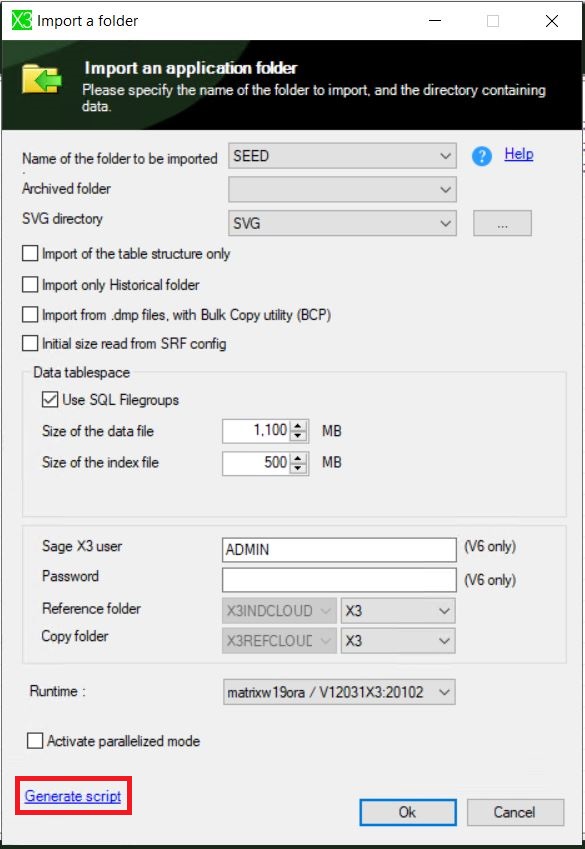 X3 Import a folder
Import an application folder
Please specify the name of the folder to import, and the directory containing
data.
Name of the folder to be imported SEED ? Help
:
Archived folder
SVG directory SVG ...
Import of the table structure only
Import only Historical folder
Import from .dmp files, with Bulk Copy utility (BCP)
Initial size read from SRF config
Data tablespace
Use SQL Filegroups
Size of the data file 1,100 MB
Size of the index file 500 MB
Sage X3 user ADMIN (V6 only)
Password (V6 only)
Reference folder X3INDCLOUD X3
Copy folder X3REFCLOUD X3
Runtime : matrixw19ora / V12031X3:20102
Activate parallelized mode
Generate script
Ok Cancel